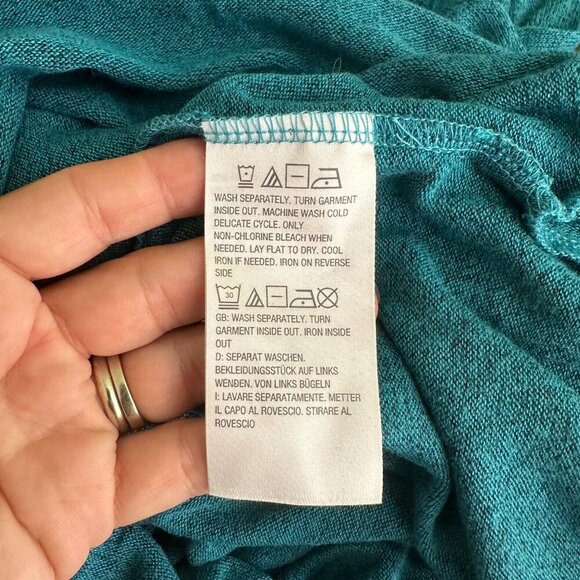 WASH SEPARATELY. TURN GARMENT
INSIDE OUT. MACHINE WASH COLD
DELICATE CYCLE. ONLY
NON-CHLORINE BLEACH WHEN
NEEDED. LAY FLAT TO DRY. COOL
IRON IF NEEDED. IRON ON REVERSE
SIDE
30
GB: WASH SEPARATELY. TURN
GARMENT INSIDE OUT. IRON INSIDE
OUT
D: SEPARAT WASCHEN.
BEKLEIDUNGSSTÜCK AUF LINKS
WENDEN. VON LINKS BÜGELN
I: LAVARE SEPARATAMENTE. METTER
IL CAPO AL ROVESCIO. STIRARE AL
ROVESCIO